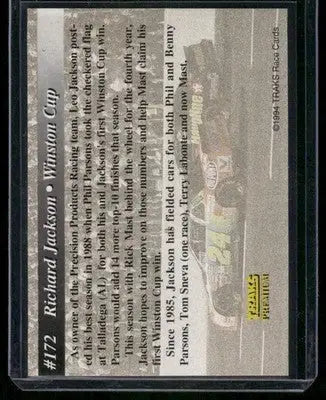 #172 Richard Jackson • Winston Cup
As owner of the Precision Products Racing team, Leo Jackson post-
ed his best season in 1988 when Phil Parsons took the checkered flag
at Talladega (AL) for both his and Jackson's first Winston Cup win.
Parsons would add 14 more top-10 finishes that season.
This season with Rick Mast behind the wheel for the fourth year,
Jackson hopes to improve on those numbers and help Mast claim his
first Winston Cup win.
Since 1985, Jackson has fielded cars for both Phil and Benny
Parsons, Tom Sneva (one race), Terry Labonte and now Mast.
24
TRAKS
PREMIUM
©1994 TRAKS Race Cards